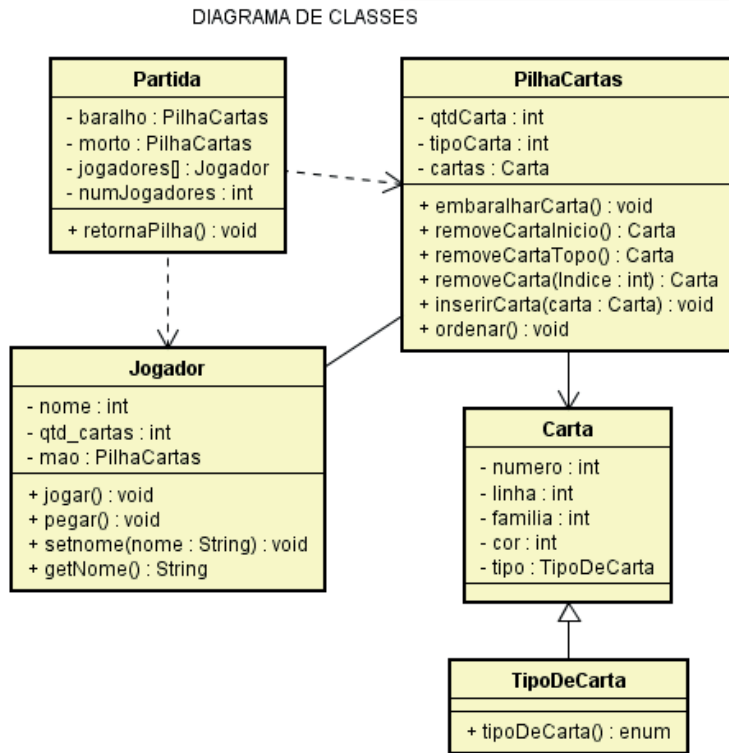 DIAGRAMA DE CLASSES
Partida
- baralho : PilhaCartas
- morto : PilhaCartas
- jogadores[] : Jogador
- numJogadores : int
+ retornaPilha() : void
PilhaCartas
- qtdCarta : int
- tipoCarta : int
- cartas : Carta
+ embaralharCarta() : void
+ removeCartaInicio() : Carta
+ removeCartaTopo() : Carta
+ removeCarta(Indice : int) : Carta
+ inserirCarta(carta : Carta) : void
+ ordenar() : void
Jogador
- nome : int
- qtd_cartas : int
- mao : PilhaCartas
+ jogar() : void
+ pegar() : void
+ setnome(nome : String) : void
+ getNome() : String
Carta
- numero : int
- linha : int
- familia : int
- cor : int
- tipo : TipoDeCarta
TipoDeCarta
+ tipoDeCarta() : enum